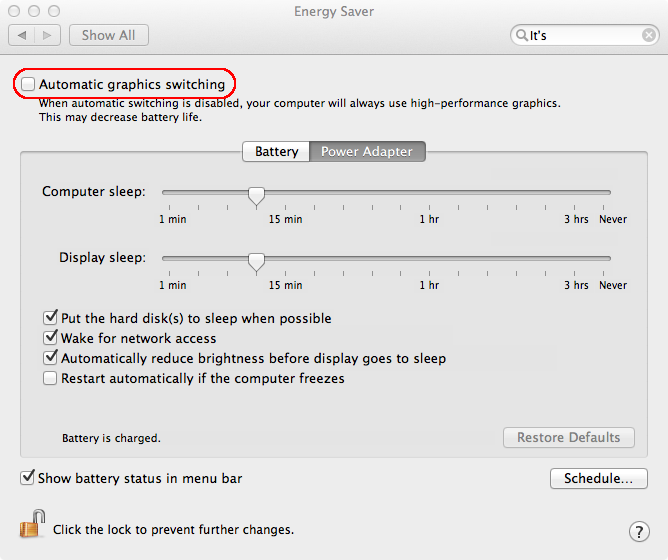 Energy Saver
Show All
It's
Automatic graphics switching
When automatic switching is disabled, your computer will always use high-performance graphics.
This may decrease battery life.
Battery Power Adapter
Computer sleep:
1 min 15 min 1 hr 3 hrs Never
Display sleep:
1 min 15 min 1 hr 3 hrs Never
Put the hard disk(s) to sleep when possible
Wake for network access
Automatically reduce brightness before display goes to sleep
Restart automatically if the computer freezes
Battery is charged.
Restore Defaults
Show battery status in menu bar
Schedule...
Click the lock to prevent further changes.
?